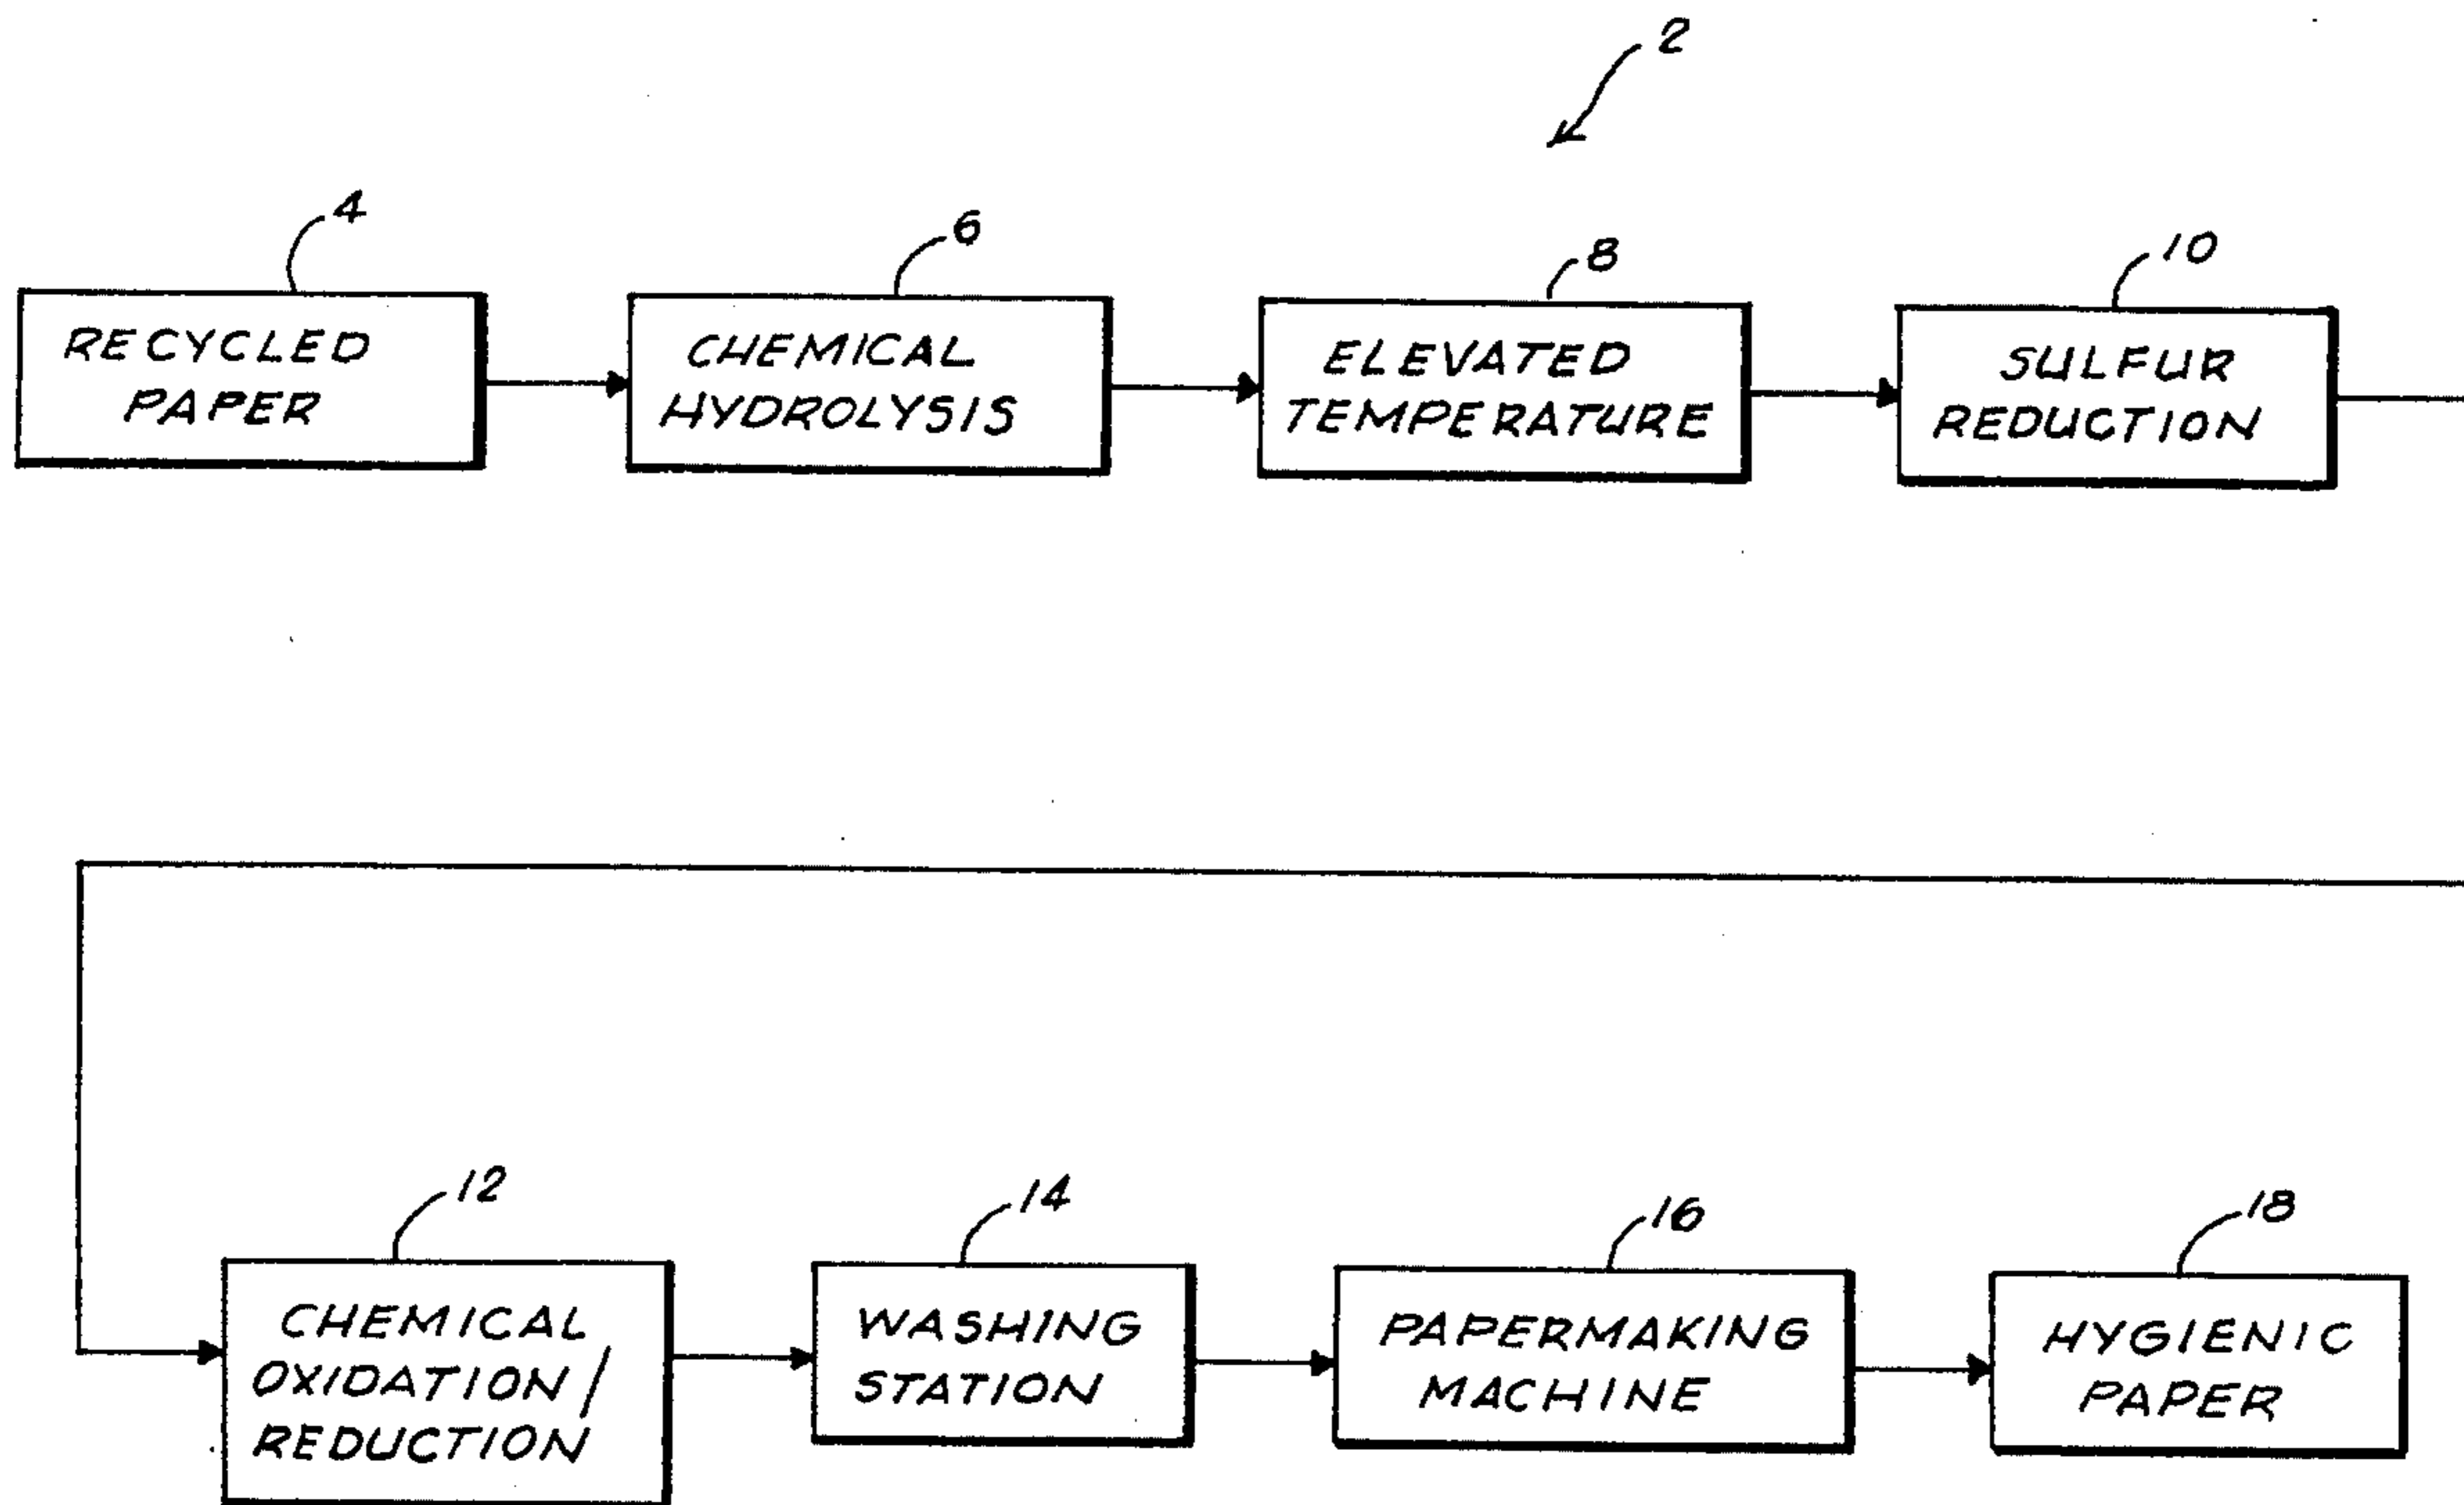 2
4
6
8
10
RECYCLED
PAPER
CHEMICAL
HYDROLYSIS
ELEVATED
TEMPERATURE
SULFUR
REDUCTION
12
14
16
18
CHEMICAL
OXIDATION/
REDUCTION
WASHING
STATION
PAPERMAKING
MACHINE
HYGIENIC
PAPER